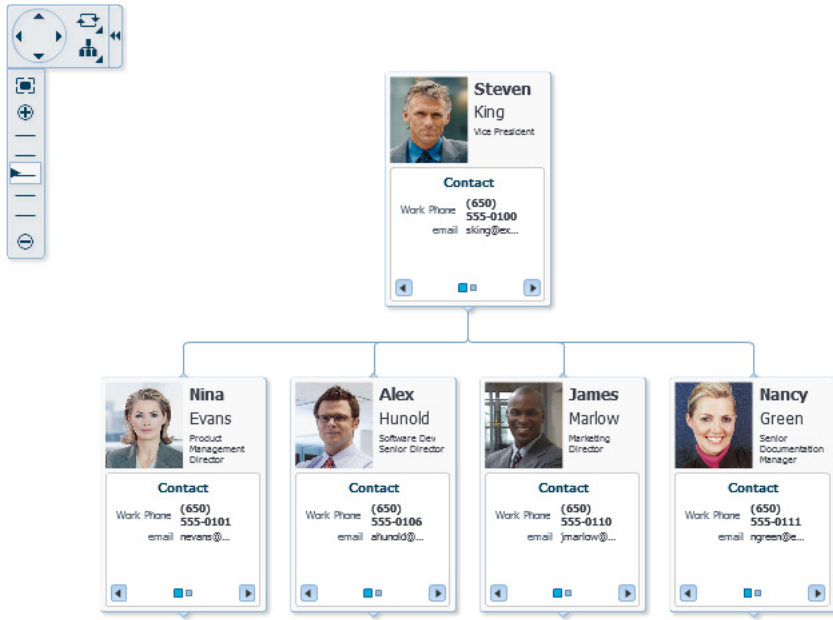 Steven
King
Vice President
Contact
Work Phone (650)
555-0100
email sking@ex...
Nina
Evans
Product
Management
Director
Contact
Work Phone (650)
555-0101
email nevans@...
Alex
Hunold
Software Dev
Senior Director
Contact
Work Phone (650)
555-0106
email ahunold@...
James
Marlow
Marketing
Director
Contact
Work Phone (650)
555-0110
email jmarlow@...
Nancy
Green
Senior
Documentation
Manager
Contact
Work Phone (650)
555-0111
email ngreen@e...